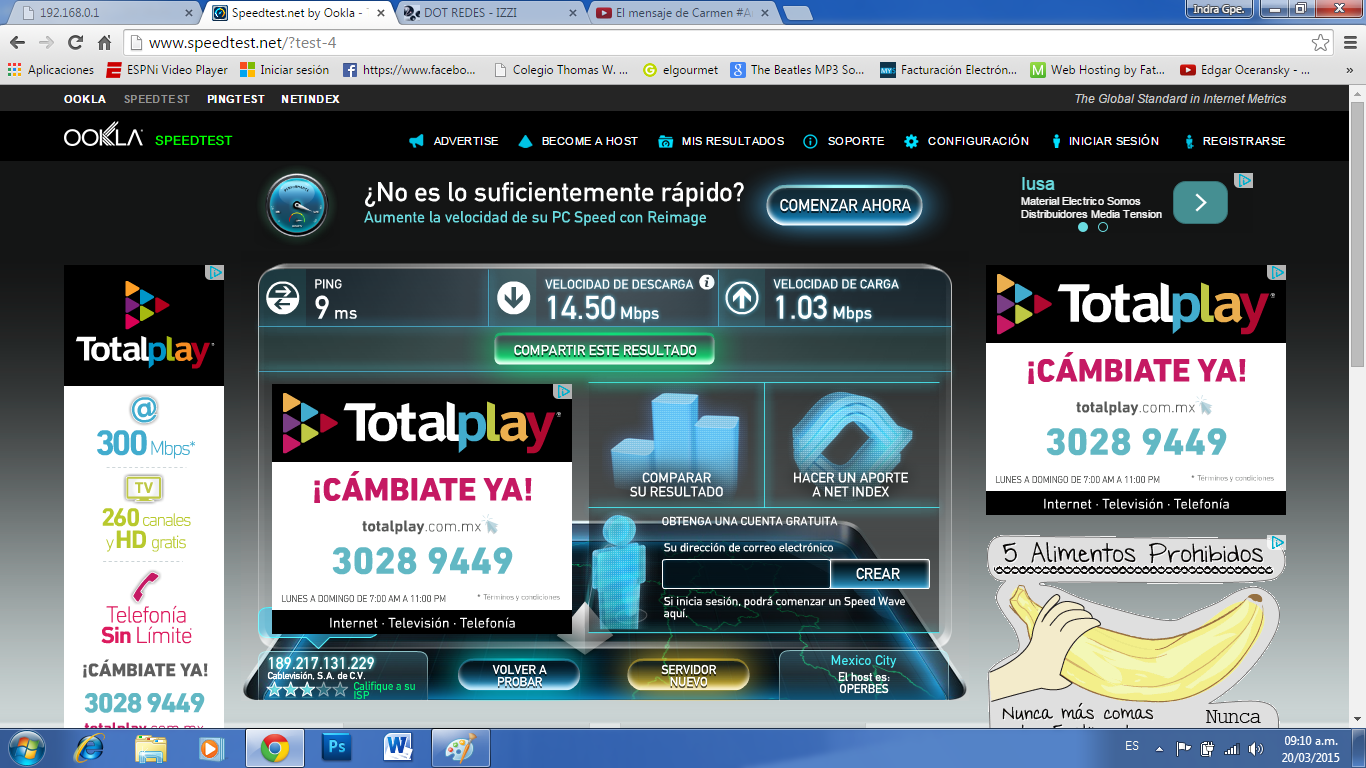 192.168.0.1
Speedtest.net by Ookla -
DOT REDES - IZZI
El mensaje de Carmen #A
Indra Gpe.
www.speedtest.net/?test-4
Aplicaciones
ESPNi Video Player
Iniciar sesión
https://www.facebo...
Colegio Thomas W. ...
elgourmet
The Beatles MP3 So...
Facturación Electrón...
Web Hosting by Fat...
Edgar Oceransky - ...
»
OOKLA SPEEDTEST PINGTEST NETINDEX
The Global Standard in Internet Metrics
OOKLA SPEEDTEST
ADVERTISE
BECOME A HOST
MIS RESULTADOS
SOPORTE
CONFIGURACIÓN
INICIAR SESIÓN
REGISTRARSE
¿No es lo suficientemente rápido?
Aumente la velocidad de su PC Speed con Reimage
COMENZAR AHORA
Iusa
Material Electrico Somos
Distribuidores Media Tension
Totalplay
@
300 Mbps*
TV
260 canales
y HD gratis
Telefonía
Sin Límite
¡CÁMBIATE YA!
3028 9449
totalplay.com.mx
PING
9 ms
VELOCIDAD DE DESCARGA
14.50 Mbps
VELOCIDAD DE CARGA
1.03 Mbps
COMPARTIR ESTE RESULTADO
Totalplay
¡CÁMBIATE YA!
totalplay.com.mx
3028 9449
LUNES A DOMINGO DE 7:00 AM A 11:00 PM
* Términos y condiciones
Internet · Televisión · Telefonía
COMPARAR
SU RESULTADO
HACER UN APORTE
A NET INDEX
OBTENGA UNA CUENTA GRATUITA
Su dirección de correo electrónico
CREAR
Si inicia sesión, podrá comenzar un Speed Wave
aquí.
189.217.131.229
Cablevisión, S.A. de C.V.
Califique a su
ISP
VOLVER A
PROBAR
SERVIDOR
NUEVO
Mexico City
El host es:
OPERBES
Totalplay
¡CÁMBIATE YA!
totalplay.com.mx
3028 9449
LUNES A DOMINGO DE 7:00 AM A 11:00 PM
* Términos y condiciones
Internet · Televisión · Telefonía
5 Alimentos Prohibidos
Nunca más comas
Nunca
Ps
W
ES
09:10 a.m.
20/03/2015